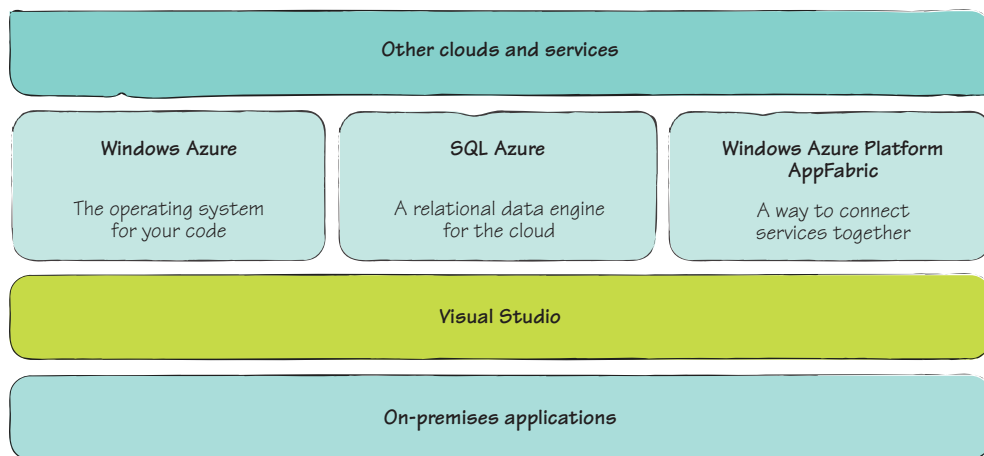 Other clouds and services
Windows Azure
The operating system
for your code
SQL Azure
A relational data engine
for the cloud
Windows Azure Platform
AppFabric
A way to connect
services together
Visual Studio
On-premises applications